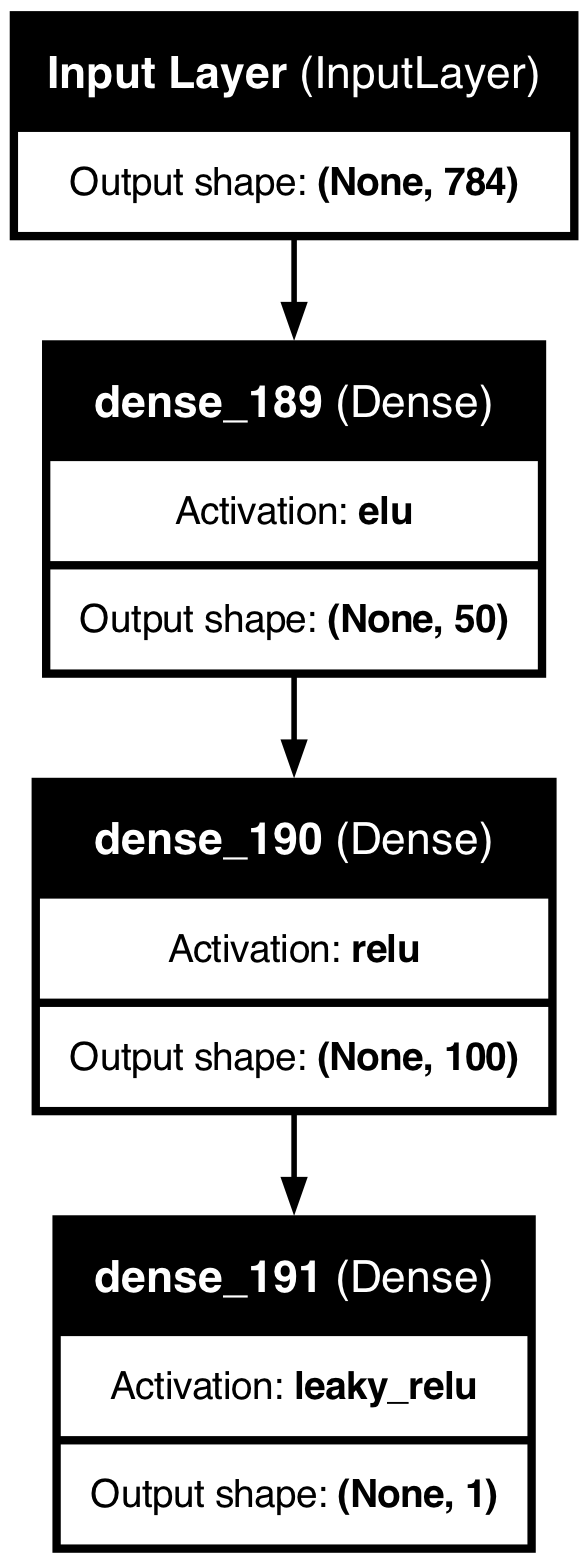 Input Layer (InputLayer)
Output shape: (None, 784)
dense_189 (Dense)
Activation: elu
Output shape: (None, 50)
dense_190 (Dense)
Activation: relu
Output shape: (None, 100)
dense_191 (Dense)
Activation: leaky_relu
Output shape: (None, 1)